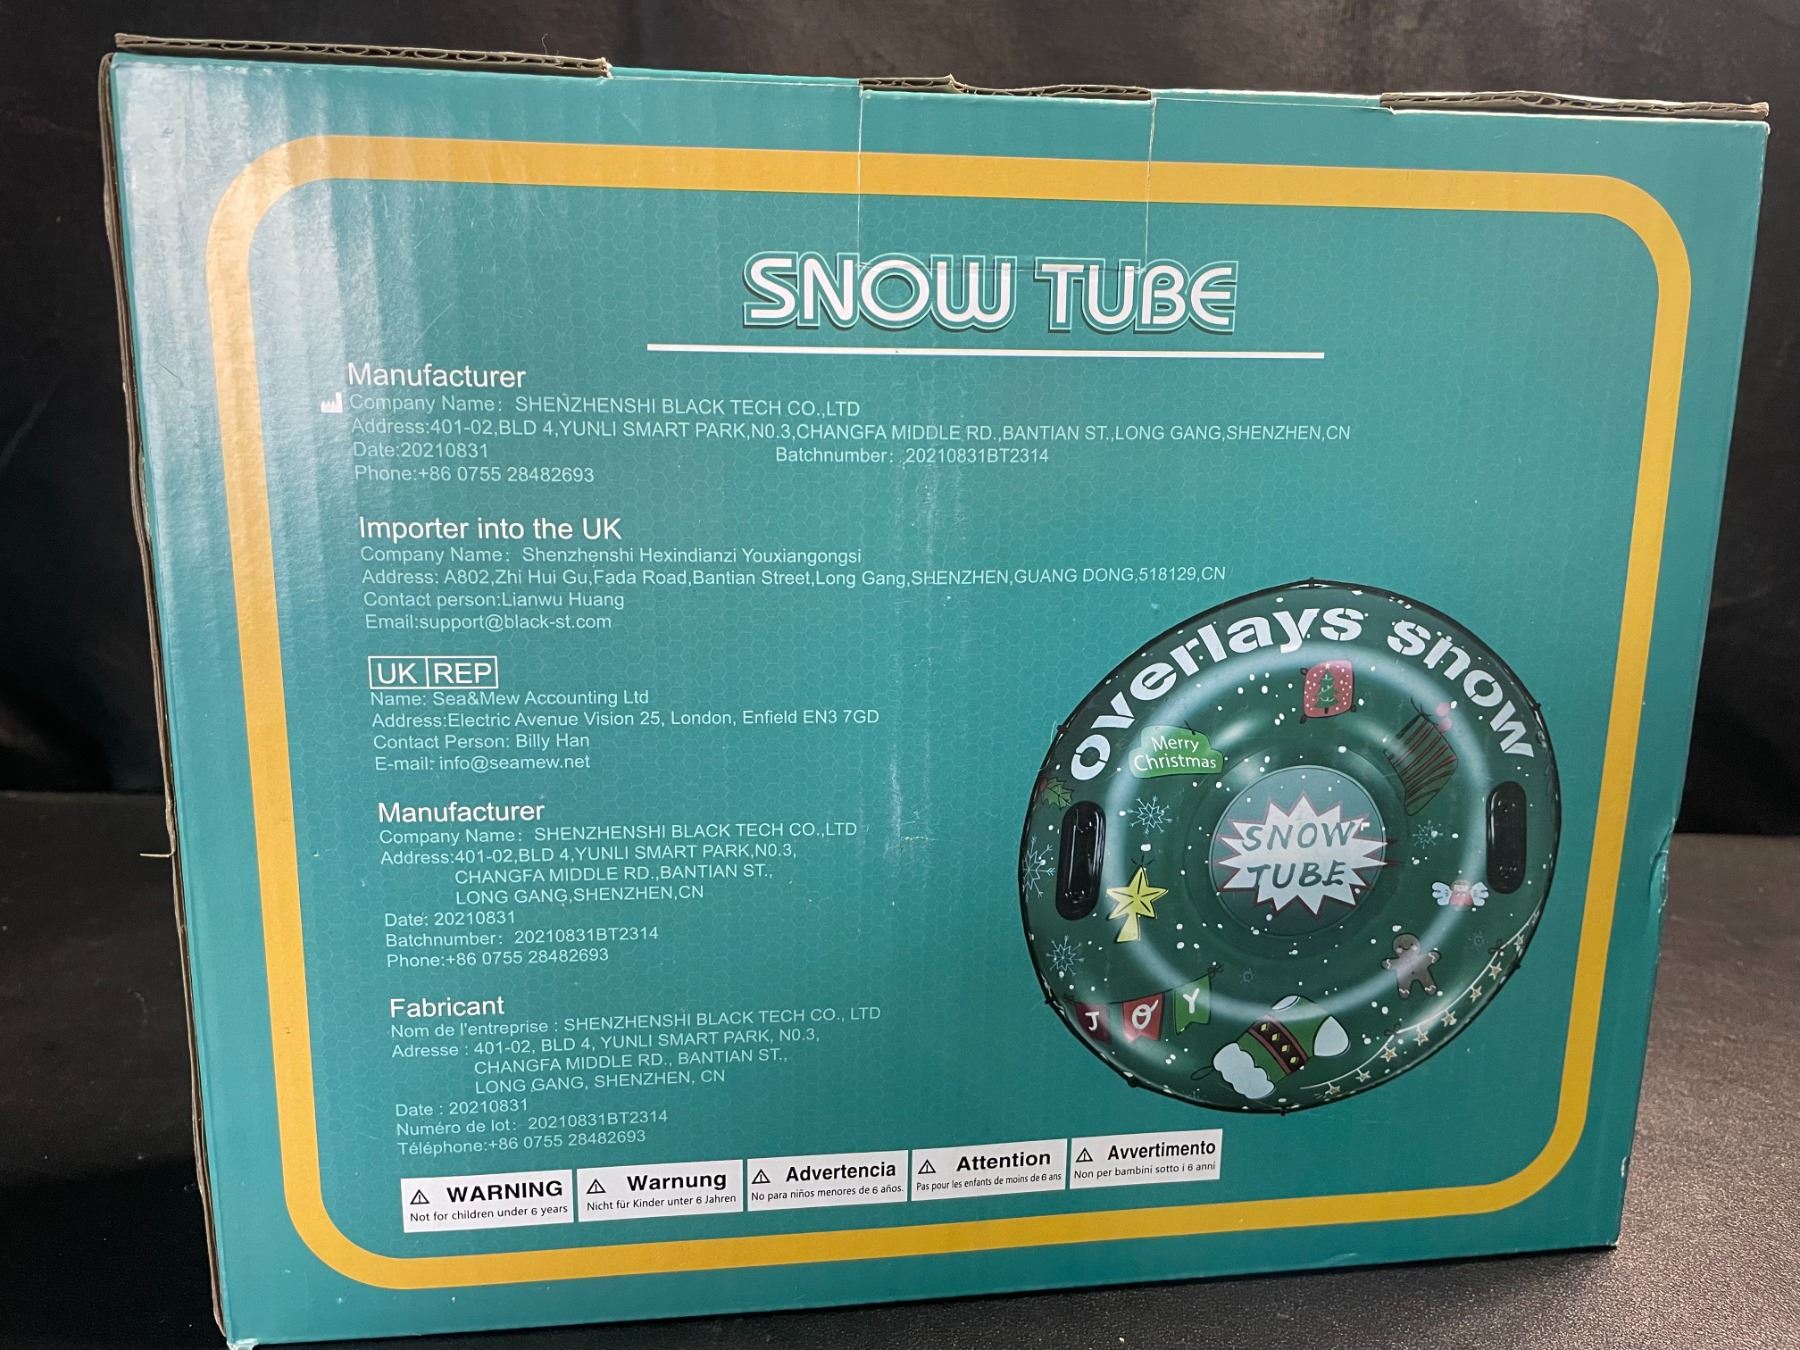 SNOW TUBE
Manufacturer
Company Name: SHENZHENSHI BLACK TECH CO.,LTD
Address:401-02,BLD 4,YUNLI SMART PARK,N0.3,CHANGFA MIDDLE RD.,BANTIAN ST.,LONG GANG,SHENZHEN,CN
Date:20210831 Batchnumber: 20210831BT2314
Phone:+86 0755 28482693
Importer into the UK
Company Name: Shenzhenshi Hexindianzi Youxiangongsi
Address: A802,Zhi Hui Gu,Fada Road,Bantian Street,Long Gang,SHENZHEN,GUANG DONG,518129,CN
Contact person:Lianwu Huang
Email:support@black-st.com
UK REP
Name: Sea&Mew Accounting Ltd
Address:Electric Avenue Vision 25, London, Enfield EN3 7GD
Contact Person: Billy Han
E-mail: info@seamew.net
Manufacturer
Company Name: SHENZHENSHI BLACK TECH CO.,LTD
Address:401-02,BLD 4,YUNLI SMART PARK,N0.3,
CHANGFA MIDDLE RD.,BANTIAN ST.,
LONG GANG,SHENZHEN,CN
Date: 20210831
Batchnumber: 20210831BT2314
Phone:+86 0755 28482693
Fabricant
Nom de l'entreprise : SHENZHENSHI BLACK TECH CO., LTD
Adresse : 401-02, BLD 4, YUNLI SMART PARK, N0.3,
CHANGFA MIDDLE RD., BANTIAN ST.,
LONG GANG, SHENZHEN, CN
Date : 20210831
Numéro de lot: 20210831BT2314
Téléphone:+86 0755 28482693
overlays snow
Merry
Christmas
SNOW
TUBE
JOY
WARNING
Not for children under 6 years
Warnung
Nicht für Kinder unter 6 Jahren
Advertencia
No para niños menores de 6 años.
Attention
Pas pour les enfants de moins de 6 ans
Avvertimento
Non per bambini sotto i 6 anni